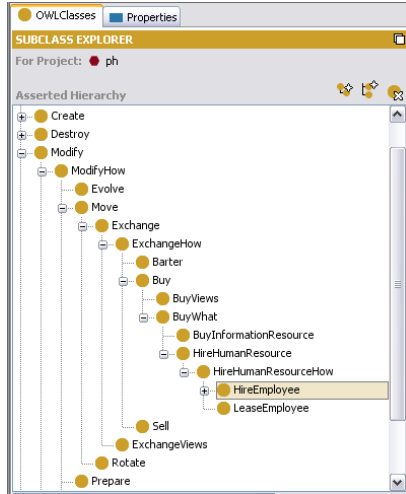 OWLClasses Properties
SUBCLASS EXPLORER
For Project: ph
Asserted Hierarchy
Create
Destroy
Modify
ModifyHow
Evolve
Move
Exchange
ExchangeHow
Barter
Buy
BuyViews
BuyWhat
BuyInformationResource
HireHumanResource
HireHumanResourceHow
HireEmployee
LeaseEmployee
Sell
ExchangeViews
Rotate
Prepare